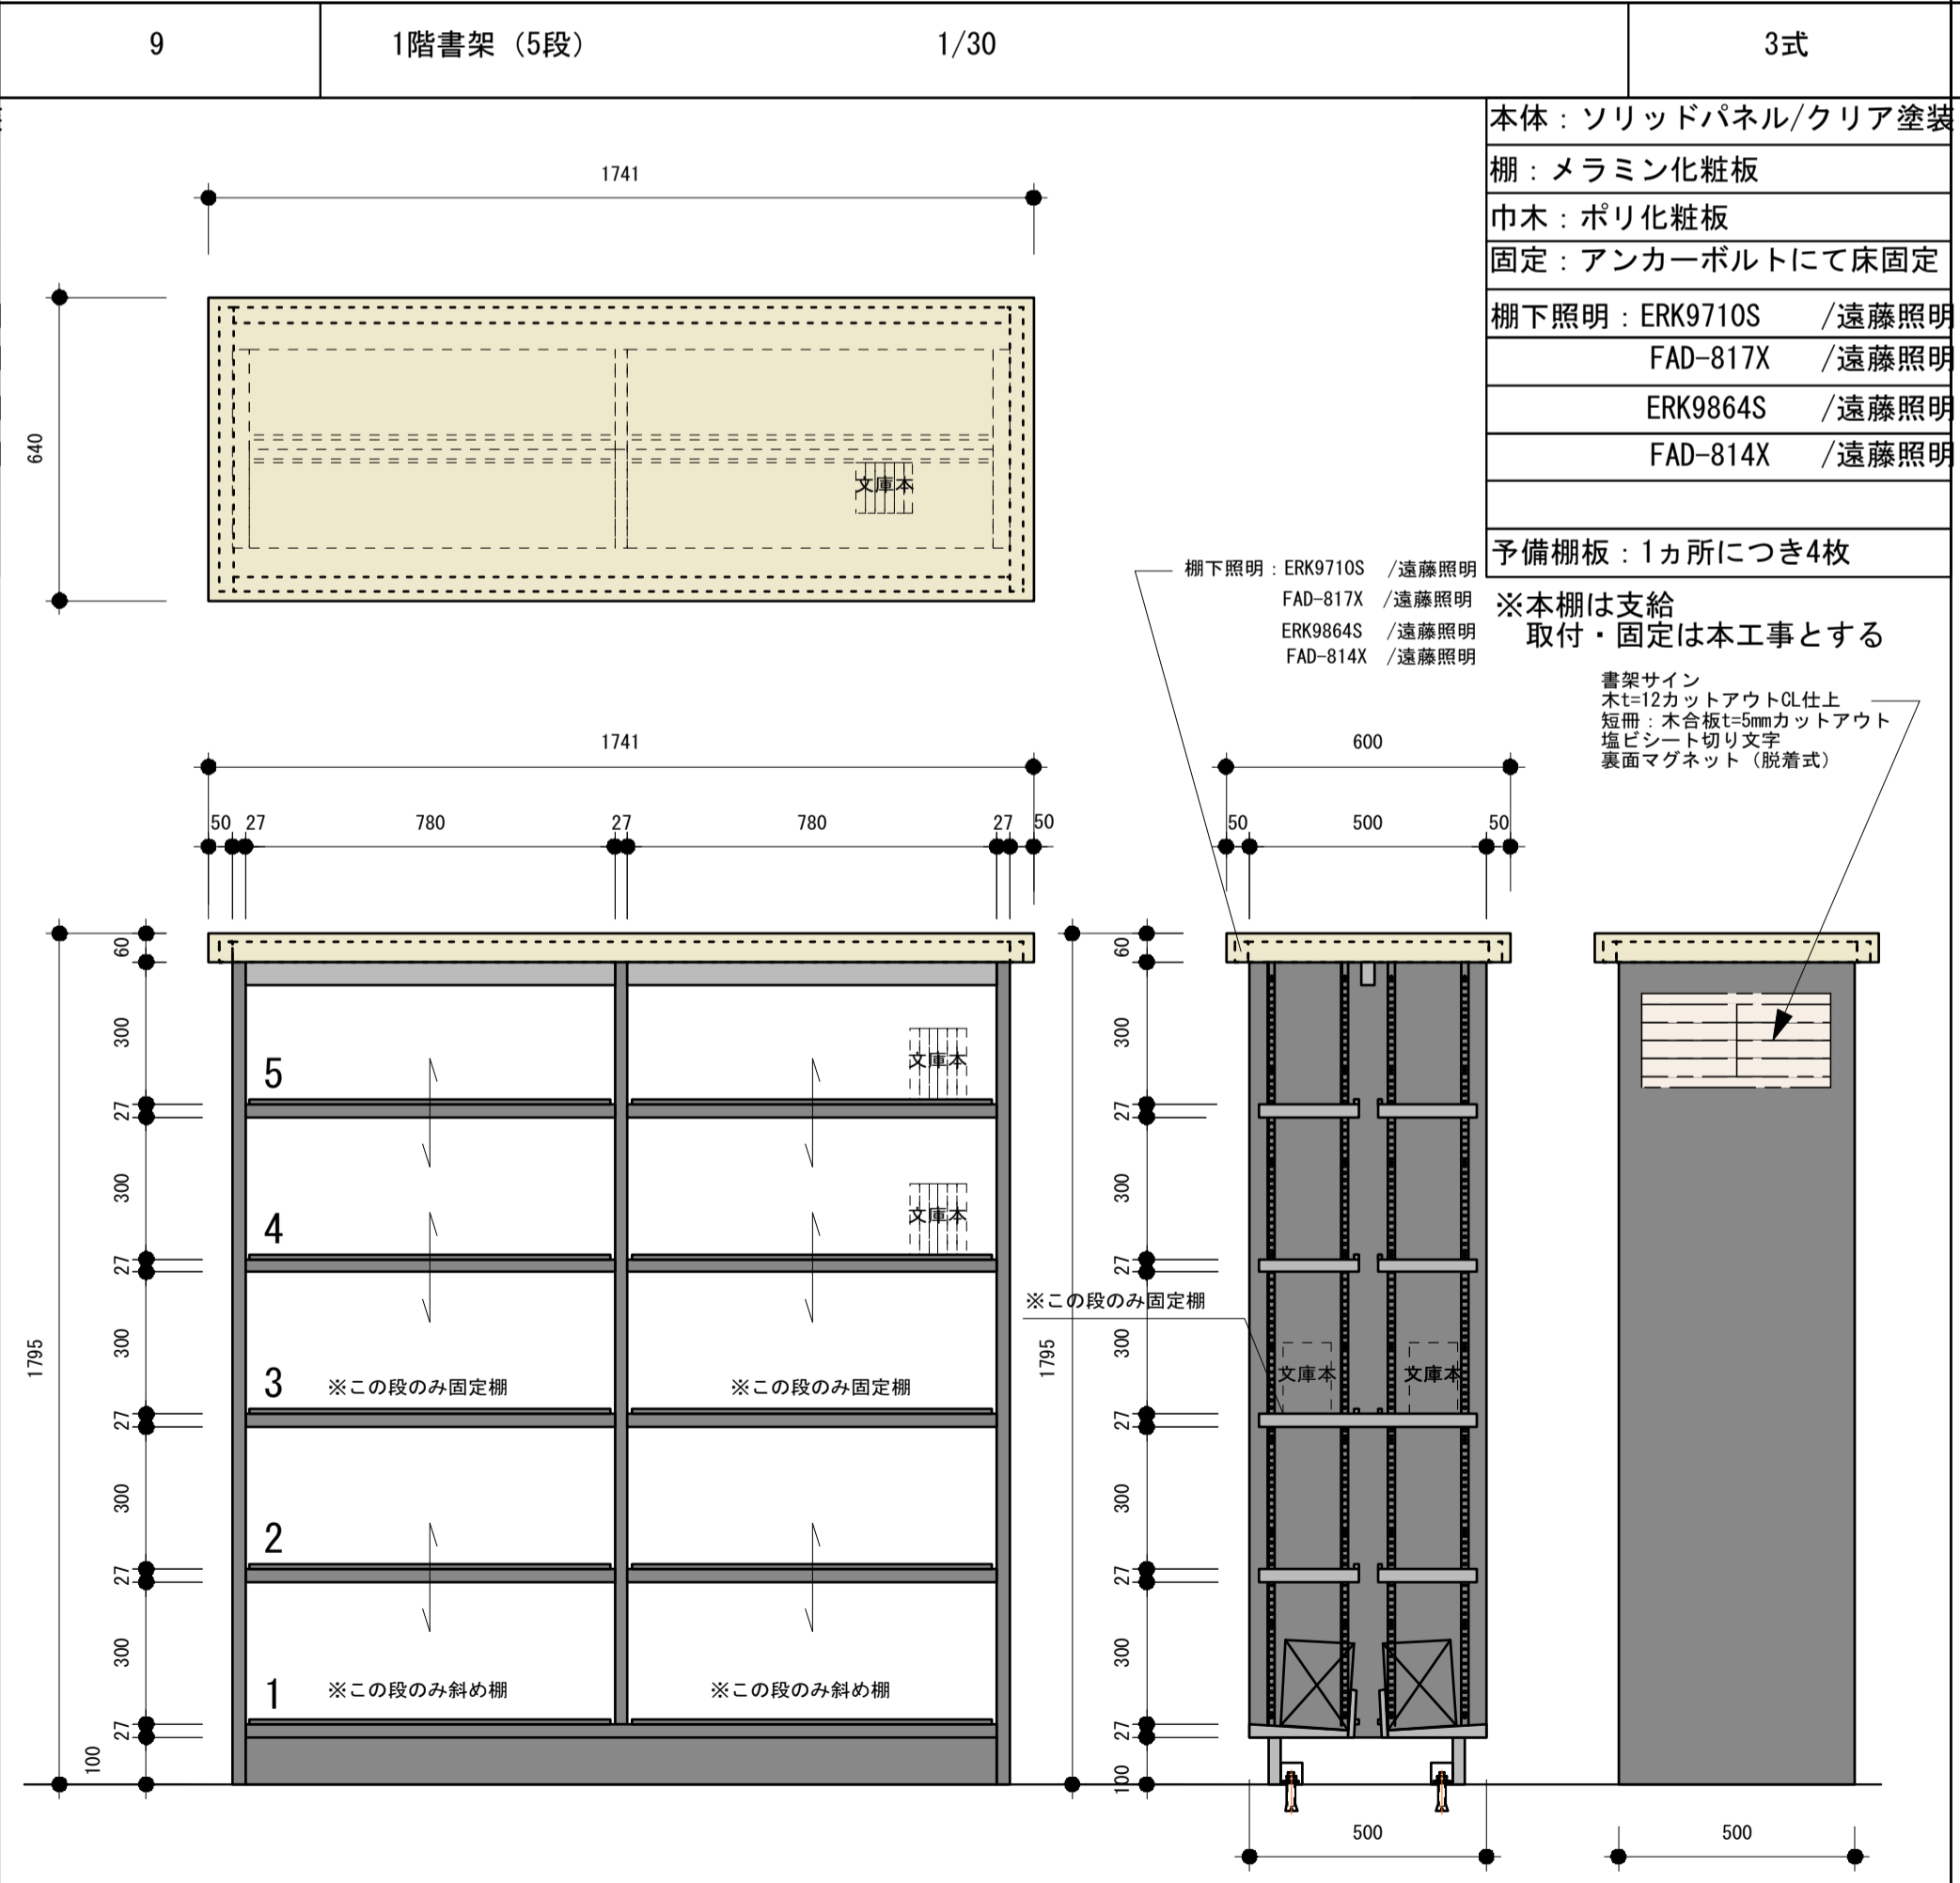 9
1階書架（5段）
1/30
3式
本体：ソリッドパネル/クリア塗装
棚：メラミン化粧板
巾木：ポリ化粧板
固定：アンカーボルトにて床固定
棚下照明：ERK9710S /遠藤照明
FAD-817X /遠藤照明
ERK9864S /遠藤照明
FAD-814X /遠藤照明
予備棚板：1ヵ所につき4枚
※本棚は支給
取付・固定は本工事とする
1741
640
文庫本
棚下照明：ERK9710S /遠藤照明
FAD-817X /遠藤照明
ERK9864S /遠藤照明
FAD-814X /遠藤照明
書架サイン
木t=12カットアウトCL仕上
短冊：木合板t=5mmカットアウト
塩ビシート切り文字
裏面マグネット（脱着式）
1741
50 27 780 27 780 27 50
600
50 500 50
1795
60
300
27
300
27
300
27
300
27
300
27
100
5
文庫本
4
文庫本
3 ※この段のみ固定棚 ※この段のみ固定棚
2
1 ※この段のみ斜め棚 ※この段のみ斜め棚
1795
60
300
27
300
27
300
27
300
27
300
27
100
※この段のみ固定棚
文庫本 文庫本
500
500